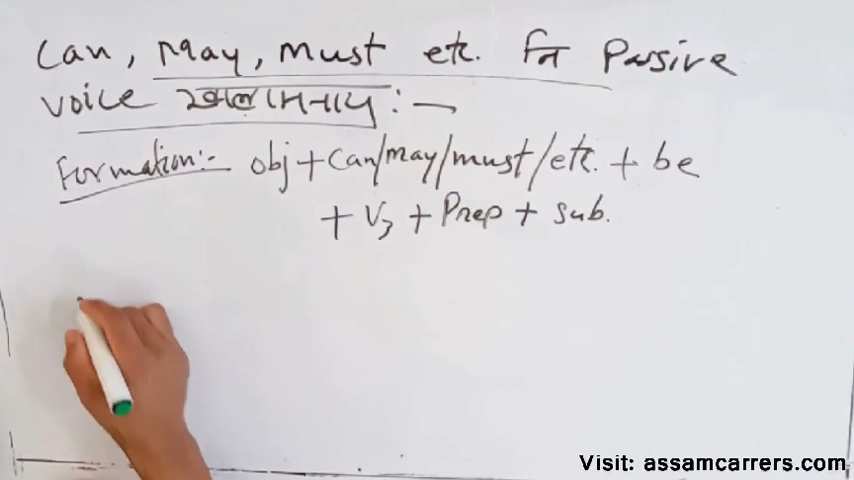 Can, May, Must etc. for Passive
Voice :-
Formation:- obj + Can/May/must/etc. + be
+ V3 + Prep + sub.
Visit: assamcarrers.com